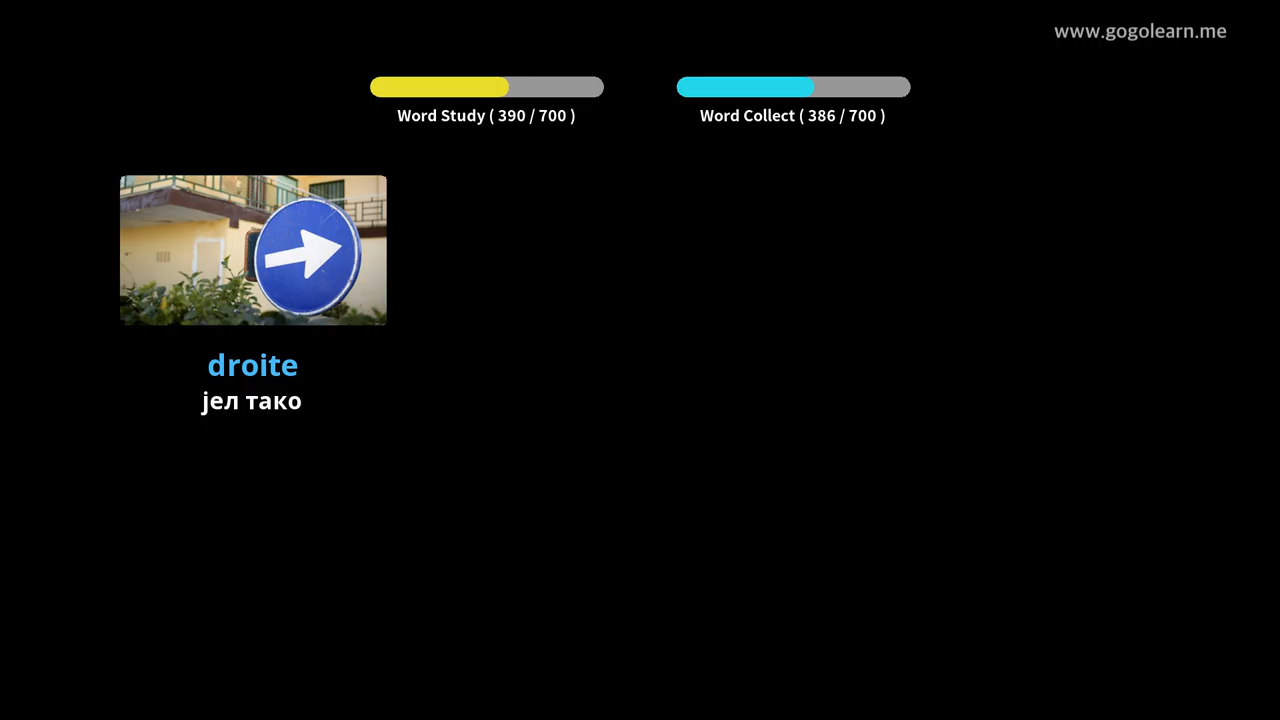 www.gogolearn.me
Word Study ( 390 / 700 )
Word Collect ( 386 / 700 )
droite
јел тако